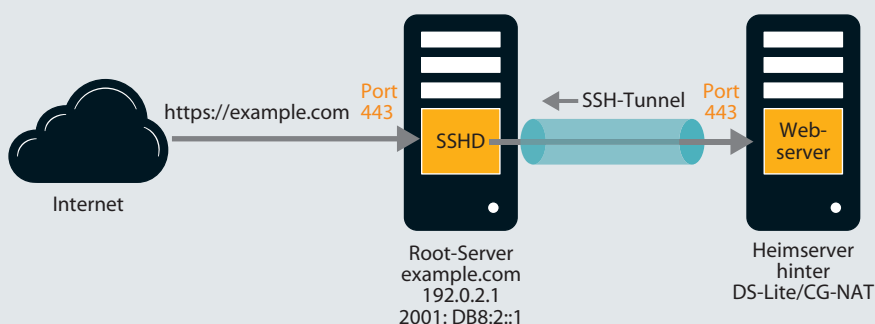 Internet
https://example.com
Port
443
SSHD
Root-Server
example.com
192.0.2.1
2001: DB8:2::1
SSH-Tunnel
Port
443
Web-
server
Heimserver
hinter
DS-Lite/CG-NAT